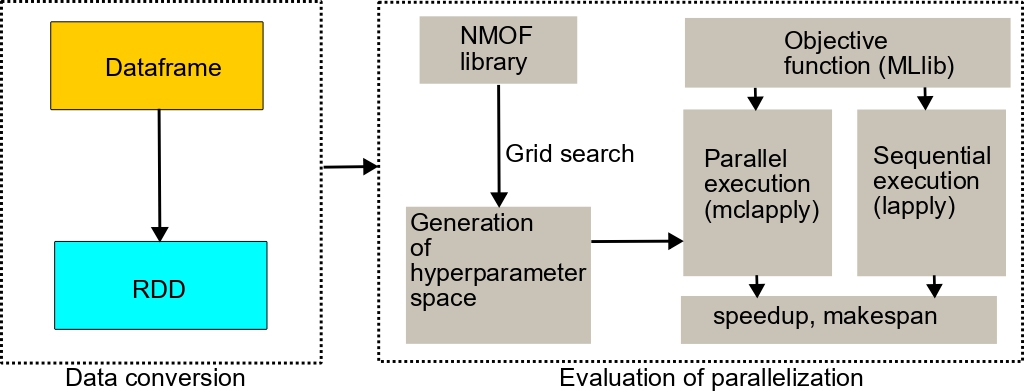 Dataframe
RDD
Data conversion
NMOF
library
Grid search
Generation
of
hyperparameter
space
Objective
function (MLlib)
Parallel
execution
(mclapply)
Sequential
execution
(lapply)
speedup, makespan
Evaluation of parallelization